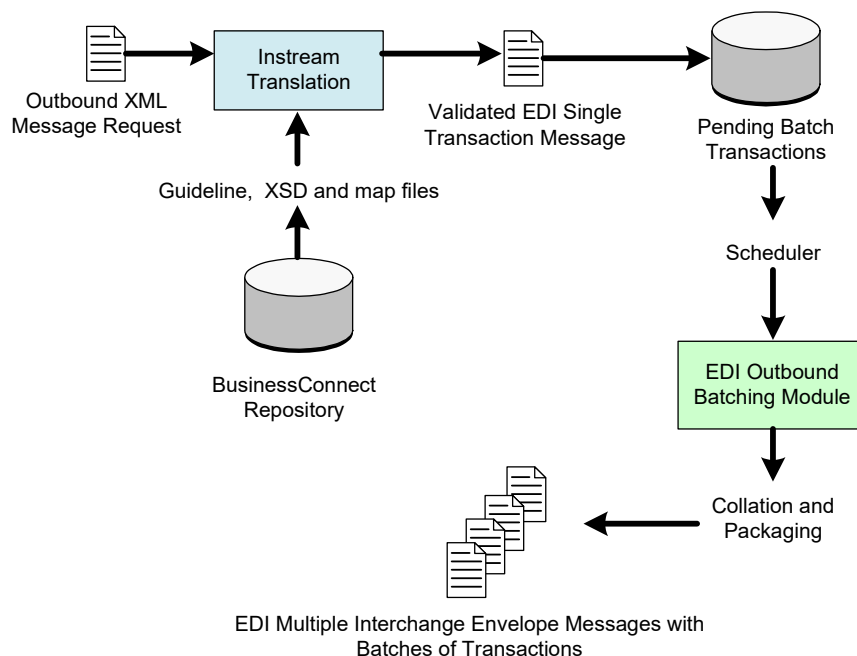 Outbound XML
Message Request
Instream
Translation
Validated EDI Single
Transaction Message
Pending Batch
Transactions
Guideline,  XSD and map files
BusinessConnect
Repository
Scheduler
EDI Outbound
Batching Module
Collation and
Packaging
EDI Multiple Interchange Envelope Messages with
Batches of Transactions